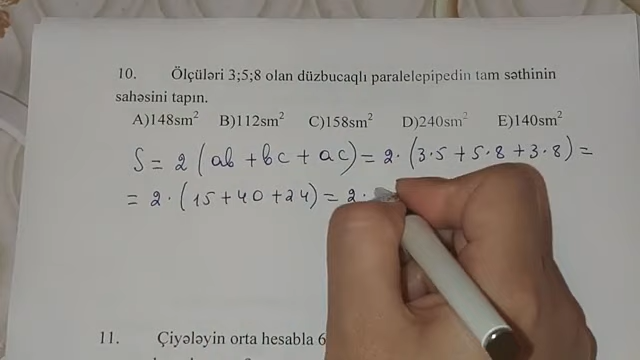 10. Ölçüləri 3;5;8 olan düzbucaqlı paralelepipedin tam səthinin
sahəsini tapın.
A)148sm² B)112sm² C)158sm² D)240sm² E)140sm²
S = 2 (ab + bc + ac) = 2 · (3·5 + 5·8 + 3·8) =
= 2 · (15 + 40 + 24) = 2 ·
11. Çiyələyin orta hesabla 6